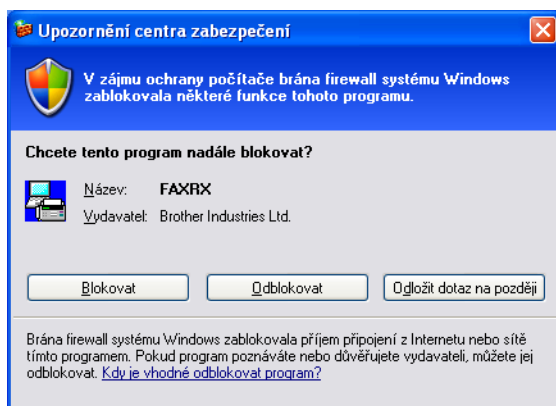 Upozornění centra zabezpečení
V zájmu ochrany počítače brána firewall systému Windows
zablokovala některé funkce tohoto programu.
Chcete tento program nadále blokovat?
Název: FAXRX
Vydavatel: Brother Industries Ltd.
Blokovat Odblokovat Odložit dotaz na později
Brána firewall systému Windows zablokovala příjem připojení z Internetu nebo sítě
tímto programem. Pokud program poznáváte nebo důvěřujete vydavateli, můžete jej
odblokovat. Kdy je vhodné odblokovat program?